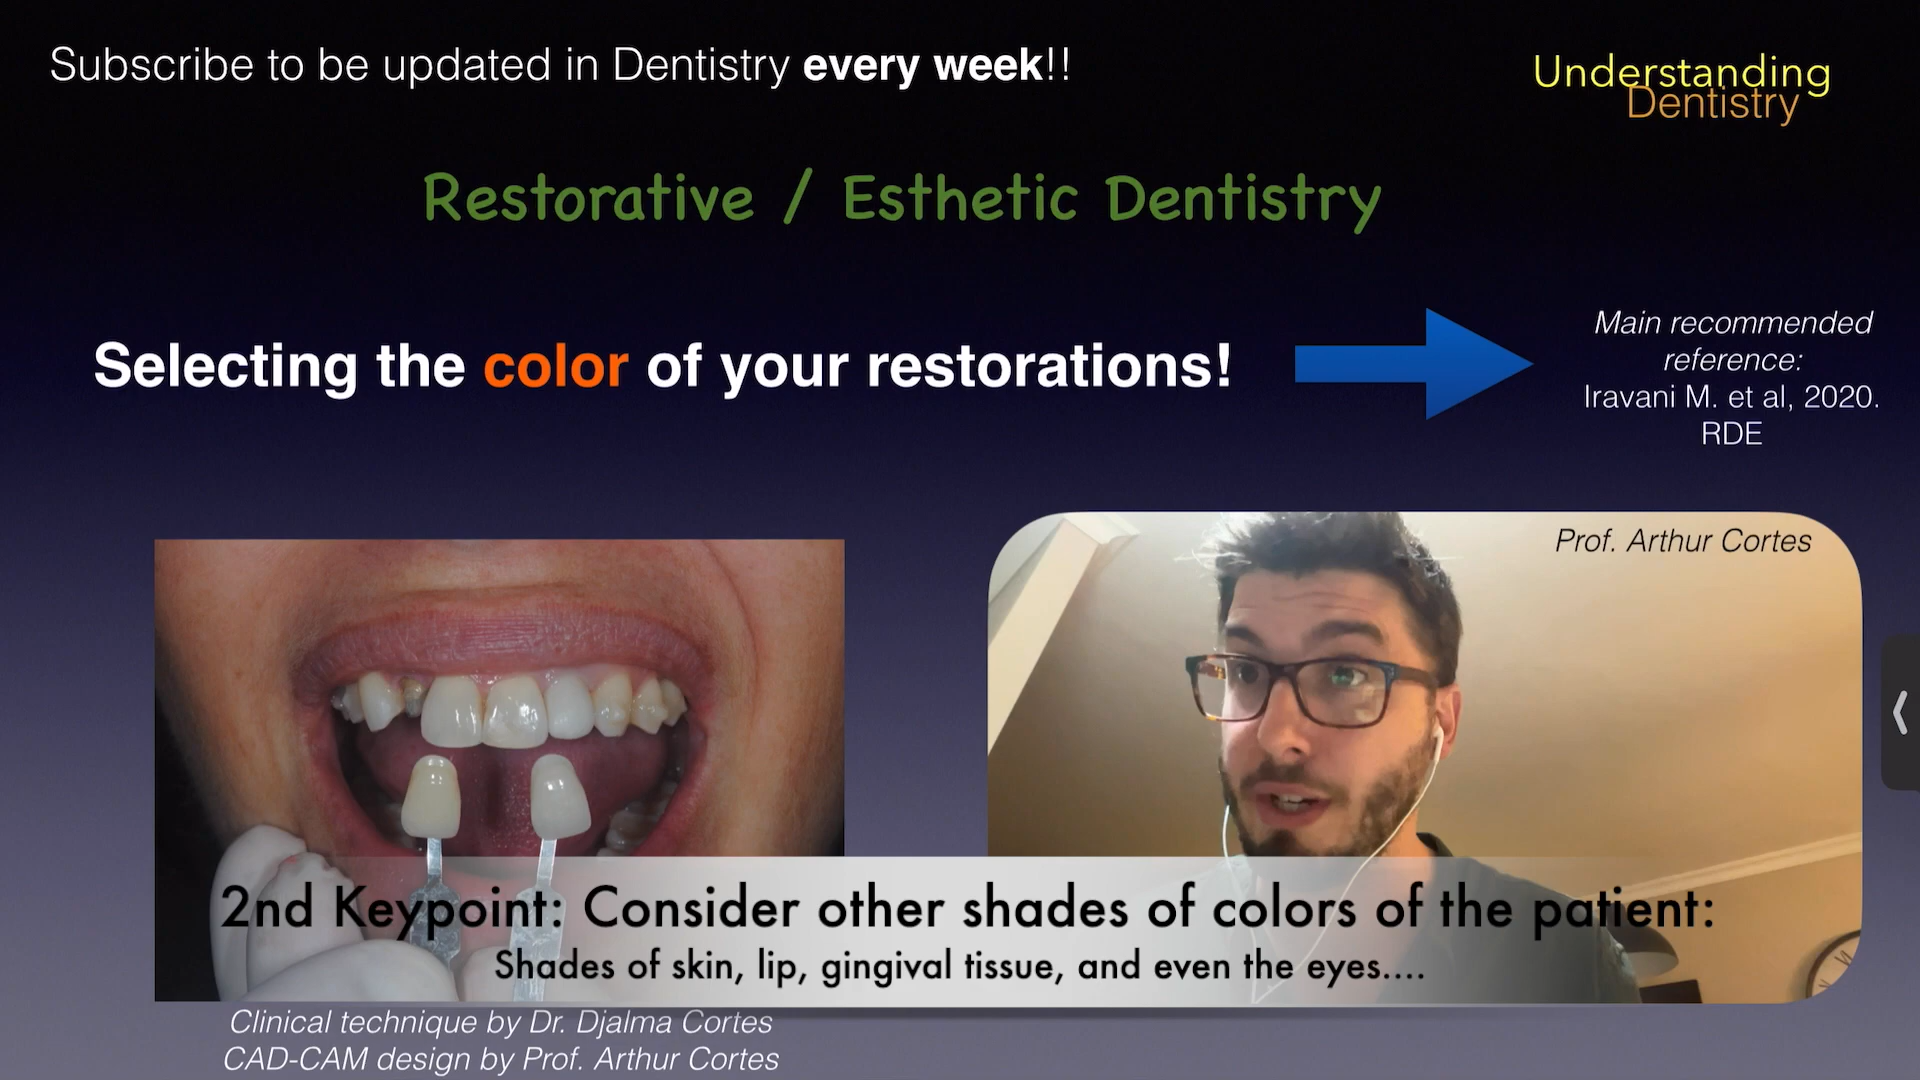 Subscribe to be updated in Dentistry every week!!
Understanding
Dentistry
Restorative / Esthetic Dentistry
Selecting the color of your restorations!
Main recommended
reference:
Iravani M. et al, 2020.
RDE
Prof. Arthur Cortes
2nd Keypoint: Consider other shades of colors of the patient:
Shades of skin, lip, gingival tissue, and even the eyes....
Clinical technique by Dr. Djalma Cortes
CAD-CAM design by Prof. Arthur Cortes